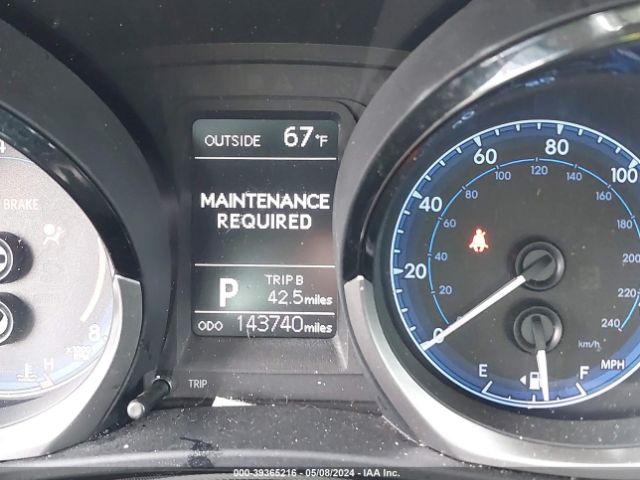 OUTSIDE 67°F
MAINTENANCE
REQUIRED
P
TRIP B
42.5 miles
ODO 143740 miles
TRIP
BRAKE
8
H
0
20
40
60
80
100
0
20
40
60
80
100
120
140
160
180
200
220
240
km/h
MPH
E
F
000-39365216 - 05/08/2024 - IAA Inc.